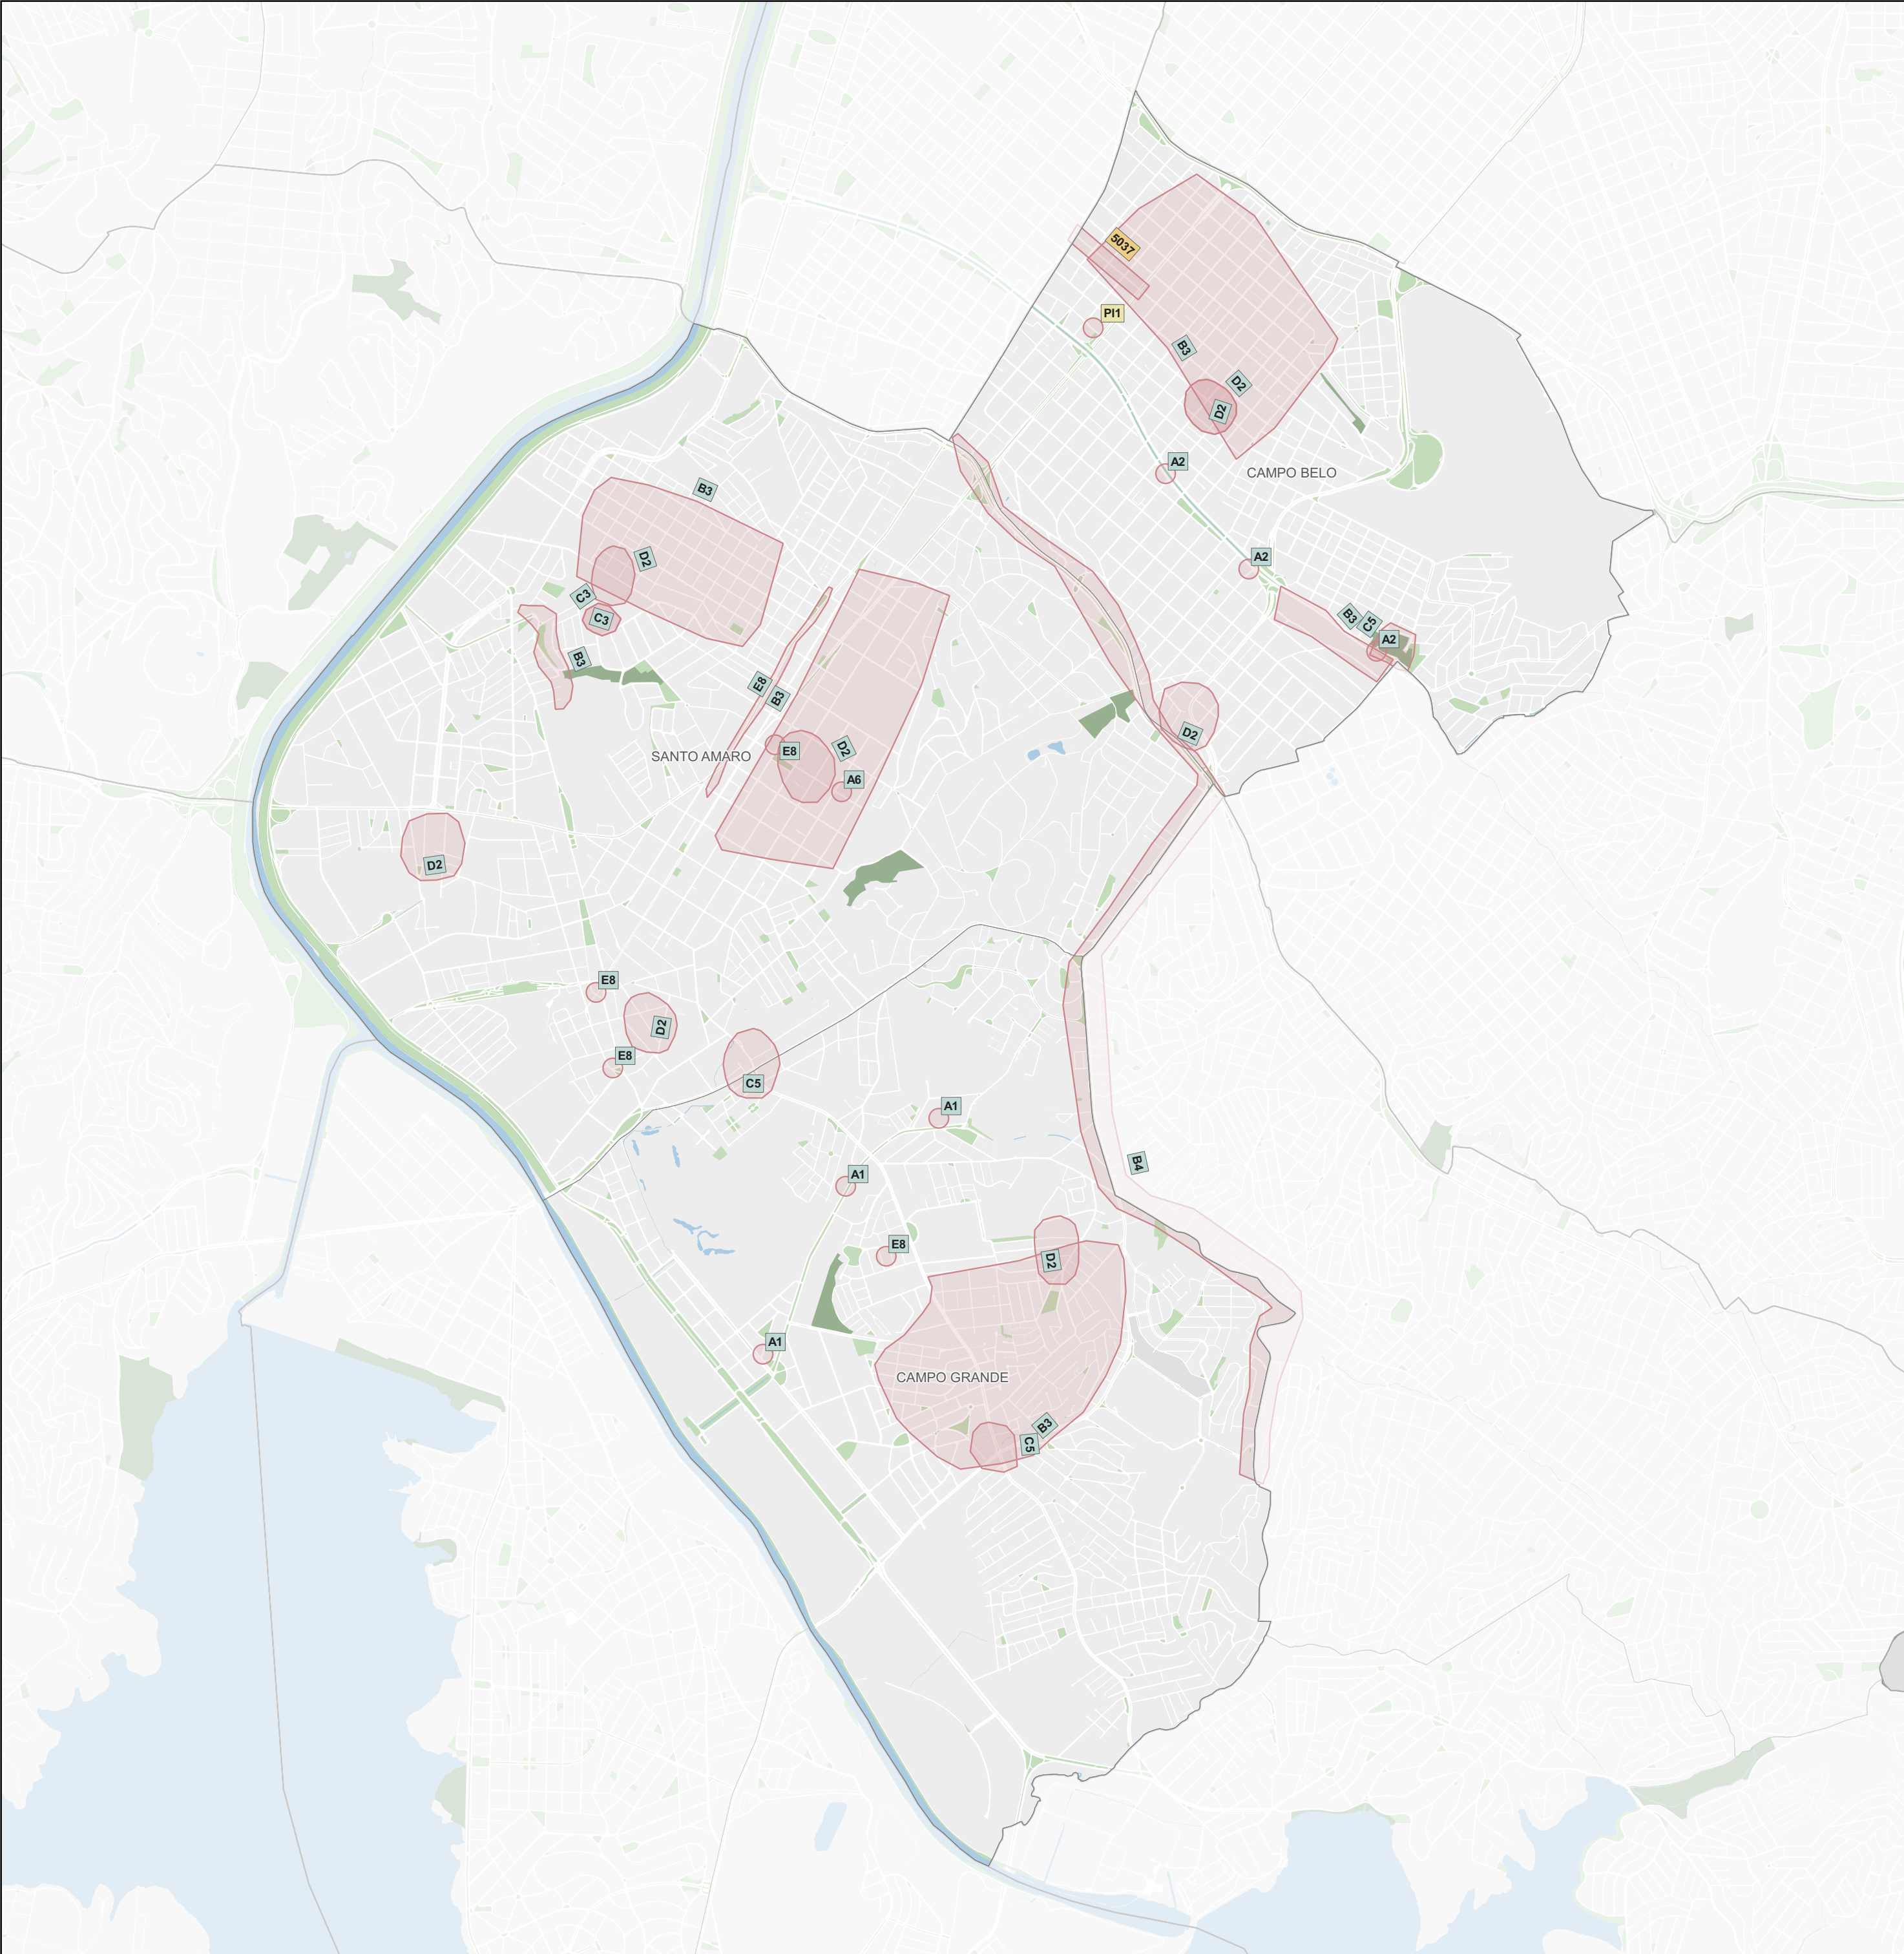 5037
PI1
B3
D2
D2
A2
CAMPO BELO
B3
D2
A2
C3
C3
B3
C5
A2
B3
E8
B3
D2
SANTO AMARO
E8
D2
A6
D2
E8
D2
E8
C5
A1
B4
A1
E8
D2
A1
CAMPO GRANDE
B3
C5